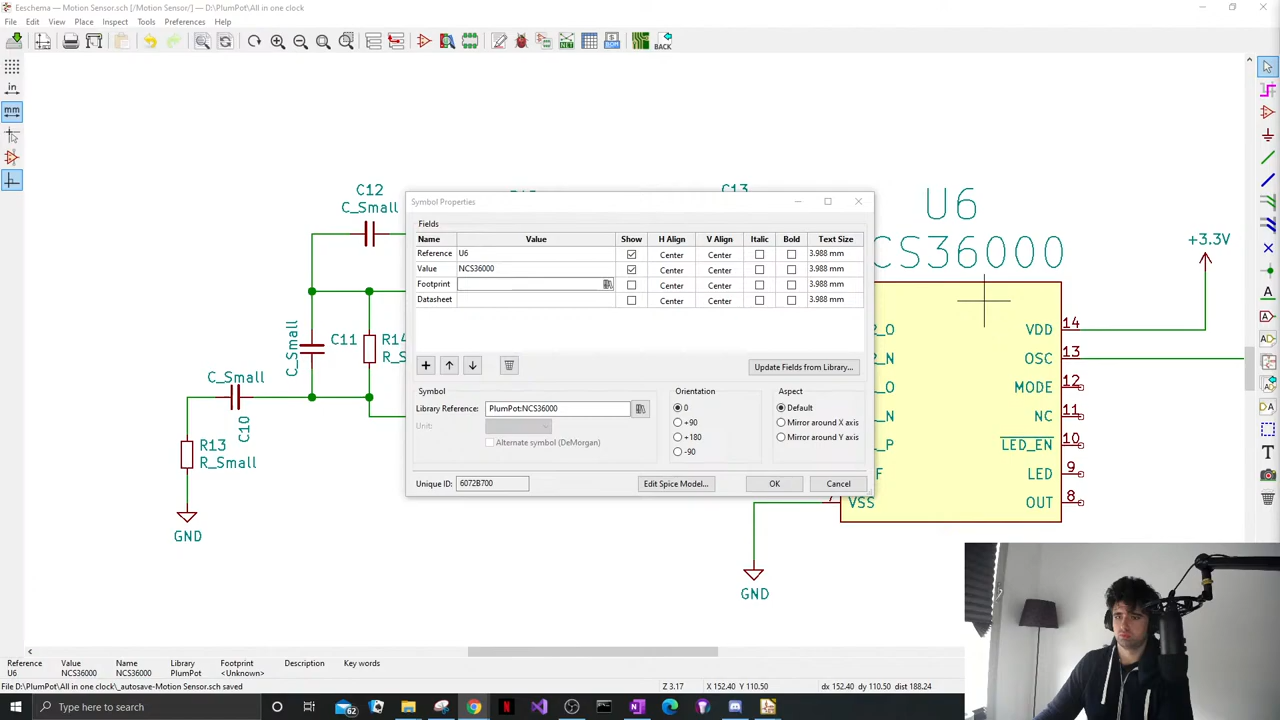 Eeschema — Motion Sensor.sch [/Motion Sensor/] — D:\PlumPot\All in one clock
File Edit View Place Inspect Tools Preferences Help
BACK
in
mm
C12
C_Small
C13
C_Small
C11
R14
C_Small
C10
R13
R_Small
GND
Symbol Properties
Fields
Name Value Show H Align V Align Italic Bold Text Size
Reference U6 Center Center 3.988 mm
Value NCS36000 Center Center 3.988 mm
Footprint Center Center 3.988 mm
Datasheet Center Center 3.988 mm
Update Fields from Library...
Symbol
Library Reference: PlumPot:NCS36000
Unit:
Alternate symbol (DeMorgan)
Orientation
0
+90
+180
-90
Aspect
Default
Mirror around X axis
Mirror around Y axis
Unique ID: 6072B700
Edit Spice Model...
OK
Cancel
U6
CS36000
+3.3V
VDD 14
OSC 13
MODE 12
NC 11
LED_EN 10
LED 9
OUT 8
VSS 7
GND
Reference Value Name Library Footprint Description Key words
U6 NCS36000 NCS36000 PlumPot <Unknown>
File D:\PlumPot\All in one clock\_autosave-Motion Sensor.sch saved
Z 3.17
X 152.40 Y 110.50
dx 152.40 dy 110.50 dist 188.24
mm
Type here to search